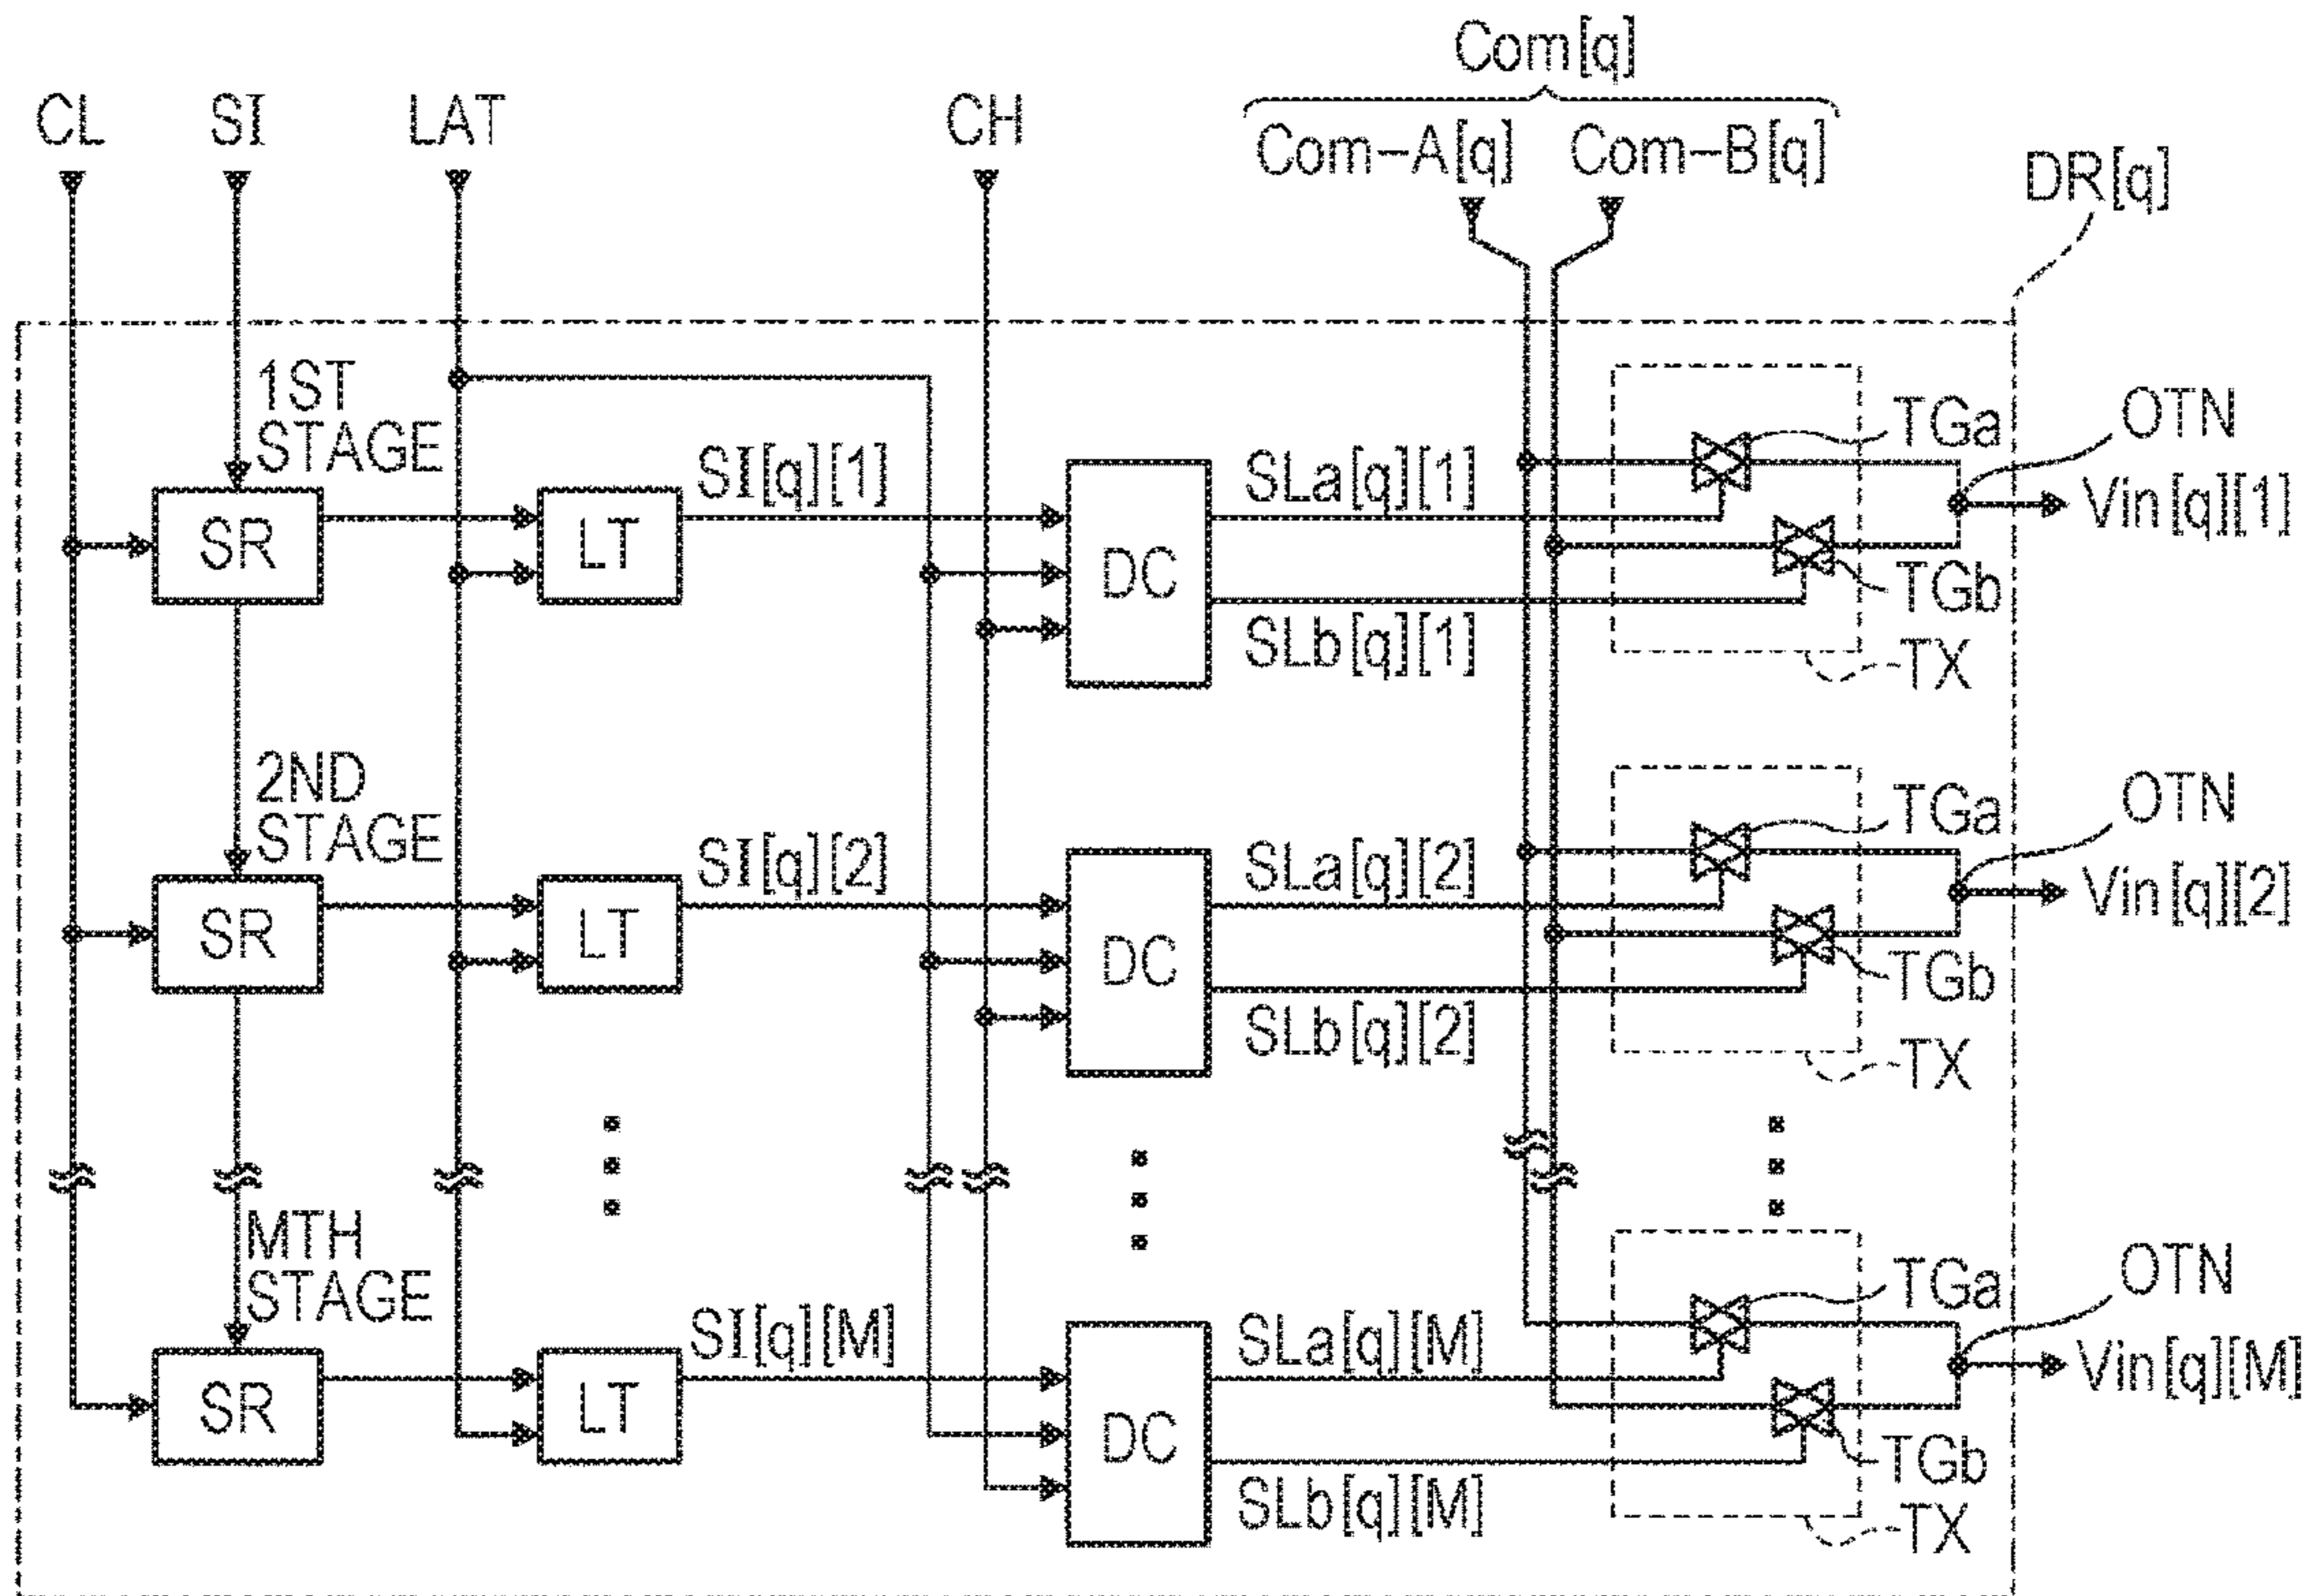 Com[q]
CL SI LAT CH Com-A[q] Com-B[q]
DR[q]
1ST
STAGE
SR LT SI[q][1] DC SLa[q][1] SLb[q][1] TGa TGb TX OTN Vin[q][1]
2ND
STAGE
SR LT SI[q][2] DC SLa[q][2] SLb[q][2] TGa TGb TX OTN Vin[q][2]
MTH
STAGE
SR LT SI[q][M] DC SLa[q][M] SLb[q][M] TGa TGb TX OTN Vin[q][M]